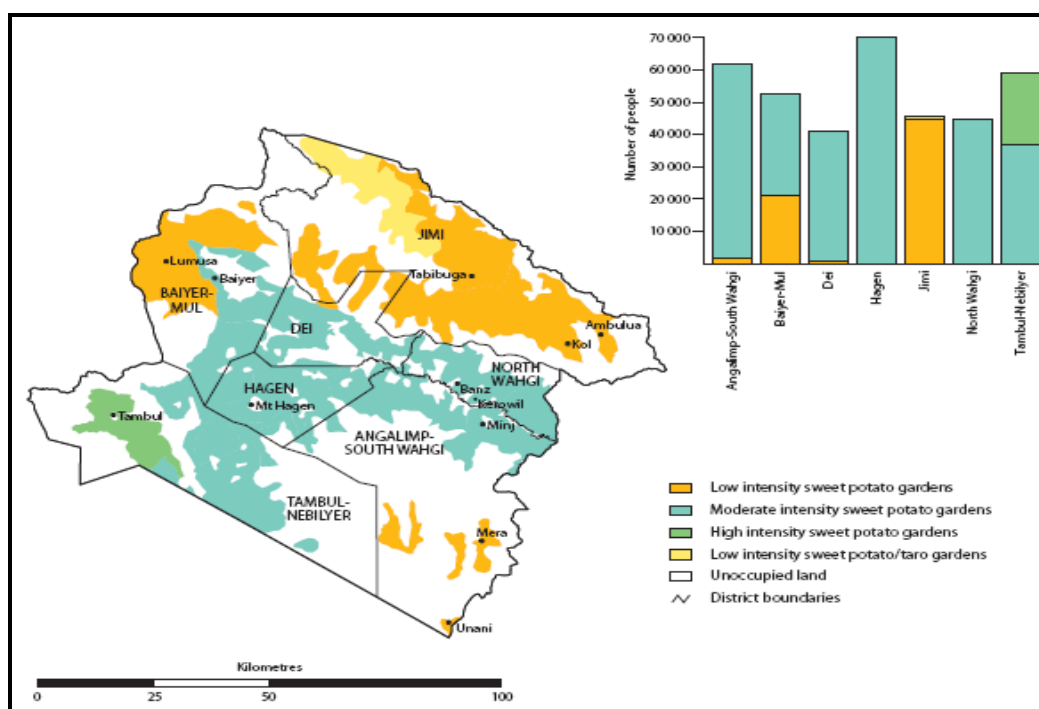 70 000
60 000
50 000
40 000
30 000
20 000
10 000
Number of people
Angalimp-South Wahgi
Baiyer-Mul
Dei
Hagen
Jimi
North Wahgi
Tambul-Nebilyer
JIMI
Lumusa
Baiyer
Tabibuga
BAIYER-
MUL
Ambulua
DEI
Kol
NORTH
WAHGI
HAGEN
Banz
Mt Hagen
Kerowil
Tambul
Minj
ANGALIMP-
SOUTH WAHGI
TAMBUL-
NEBILYER
Mera
Unani
Low intensity sweet potato gardens
Moderate intensity sweet potato gardens
High intensity sweet potato gardens
Low intensity sweet potato/taro gardens
Unoccupied land
District boundaries
Kilometres
0 25 50 100